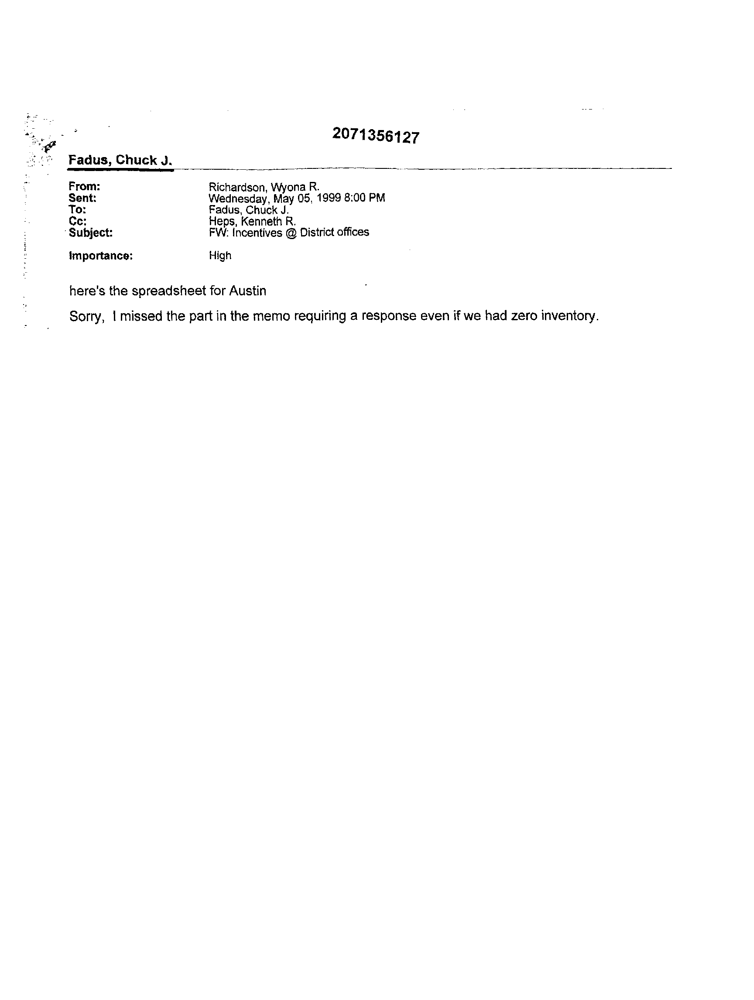 2071356127
Fadus, Chuck J.
From: Richardson, Wyona R.
Sent: Wednesday, May 05, 1999 8:00 PM
To: Fadus, Chuck J.
Cc: Heps, Kenneth R.
Subject: FW: Incentives @ District offices
Importance: High
here's the spreadsheet for Austin
Sorry, I missed the part in the memo requiring a response even if we had zero inventory.